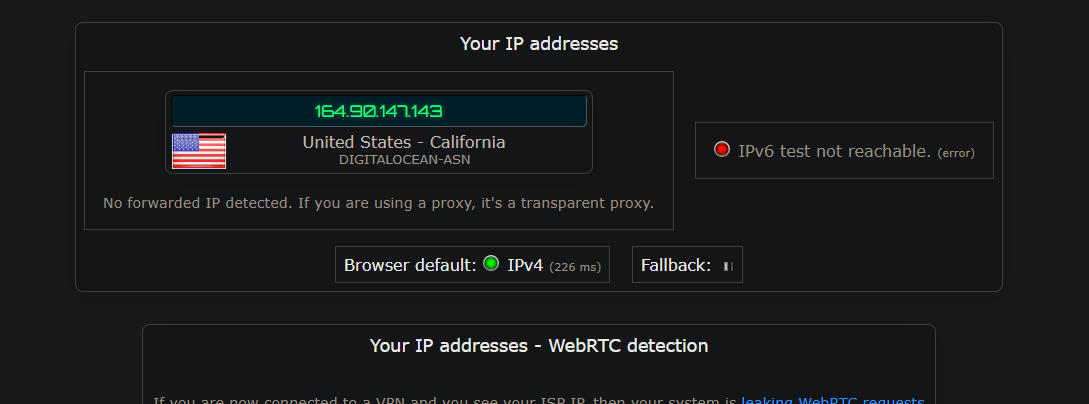 Your IP addresses
164.90.147.143
United States - California
DIGITALOCEAN-ASN
No forwarded IP detected. If you are using a proxy, it's a transparent proxy.
IPv6 test not reachable. (error)
Browser default: IPv4 (226 ms)
Fallback:
Your IP addresses - WebRTC detection
If you are now connected to a VPN and you see your ISP IP, then your system is leaking WebRTC requests